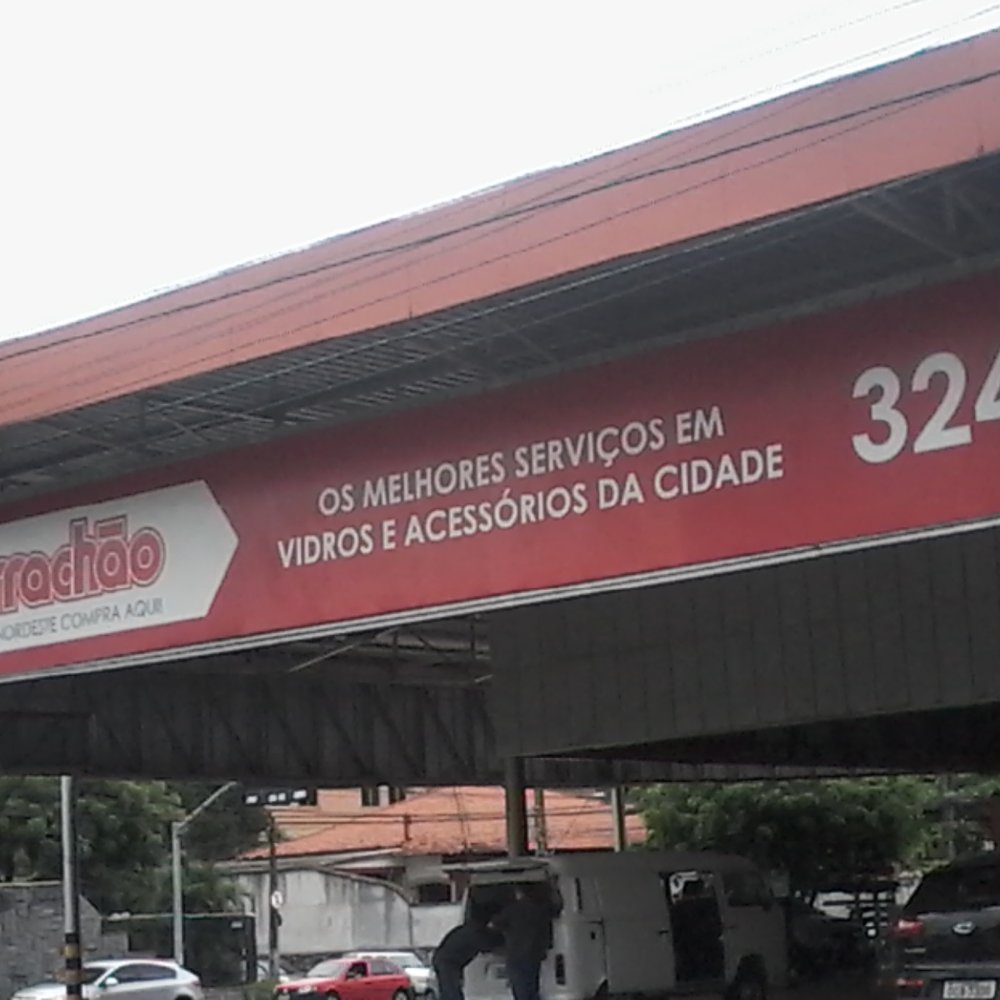 rrachão
NORDESTE COMPRA AQUI!
OS MELHORES SERVIÇOS EM
VIDROS E ACESSÓRIOS DA CIDADE
324